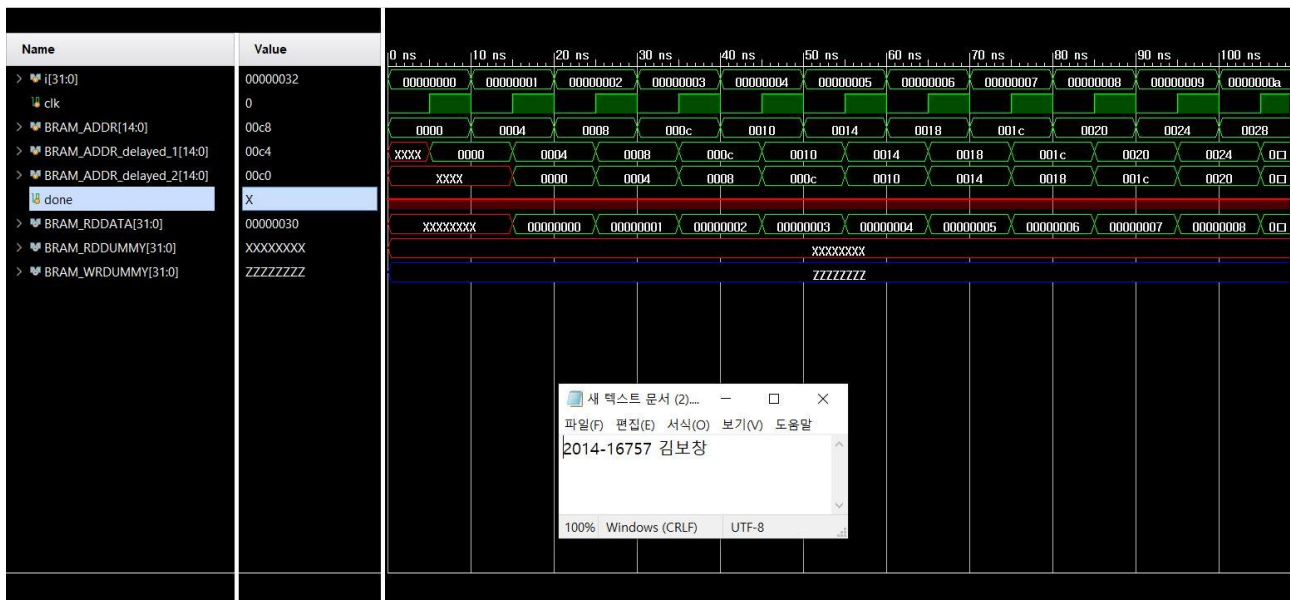 Name Value 0 ns 10 ns 20 ns 30 ns 40 ns 50 ns 60 ns 70 ns 80 ns 90 ns 100 ns
i[31:0] 00000032 00000000 00000001 00000002 00000003 00000004 00000005 00000006 00000007 00000008 00000009 0000000a
clk 0
BRAM_ADDR[14:0] 00c8 0000 0004 0008 000c 0010 0014 0018 001c 0020 0024 0028
BRAM_ADDR_delayed_1[14:0] 00c4 XXXX 0000 0004 0008 000c 0010 0014 0018 001c 0020 0024 0□
BRAM_ADDR_delayed_2[14:0] 00c0 XXXX 0000 0004 0008 000c 0010 0014 0018 001c 0020 0□
done X
BRAM_RDDATA[31:0] 00000030 XXXXXXXX 00000000 00000001 00000002 00000003 00000004 00000005 00000006 00000007 00000008 0□
BRAM_RDDUMMY[31:0] XXXXXXXX XXXXXXXX
BRAM_WRDUMMY[31:0] ZZZZZZZZ ZZZZZZZZ
새 텍스트 문서 (2)....
파일(F) 편집(E) 서식(O) 보기(V) 도움말
2014-16757 김보창
100% Windows (CRLF) UTF-8